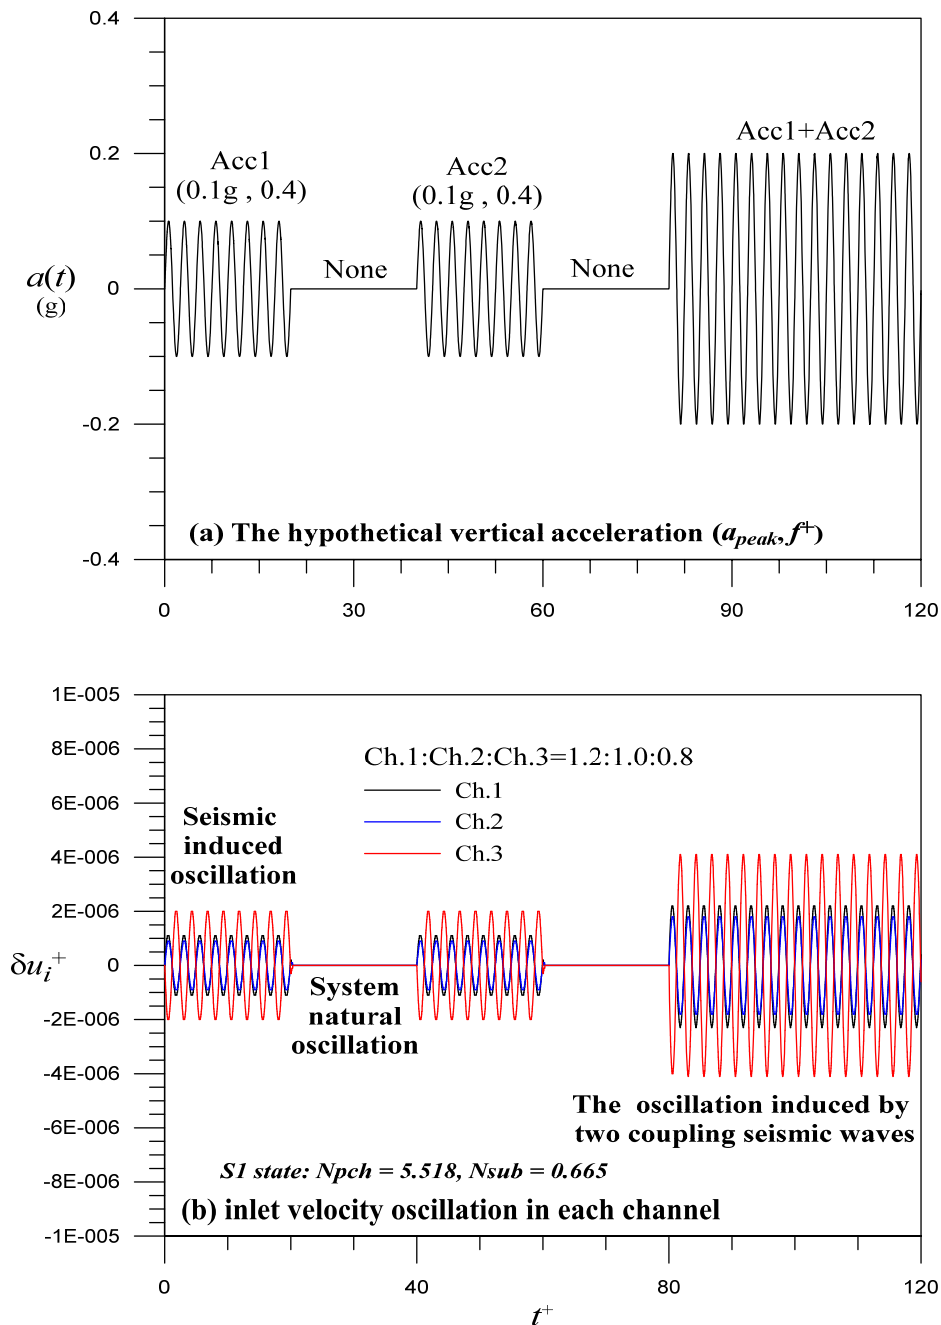 0.4
Acc1+Acc2
0.2
Acc1
(0.1g , 0.4)
Acc2
(0.1g , 0.4)
None
None
a(t)
(g)
0
-0.2
(a) The hypothetical vertical acceleration (a_peak, f⁺)
-0.4
0 30 60 90 120
1E-005
8E-006
Ch.1:Ch.2:Ch.3=1.2:1.0:0.8
Ch.1
6E-006
Ch.2
Ch.3
Seismic
induced
oscillation
4E-006
2E-006
δu_i⁺
0
System
natural
oscillation
-2E-006
-4E-006
The oscillation induced by
two coupling seismic waves
-6E-006
S1 state: Npch = 5.518, Nsub = 0.665
-8E-006
(b) inlet velocity oscillation in each channel
-1E-005
0 40 80 120
t⁺